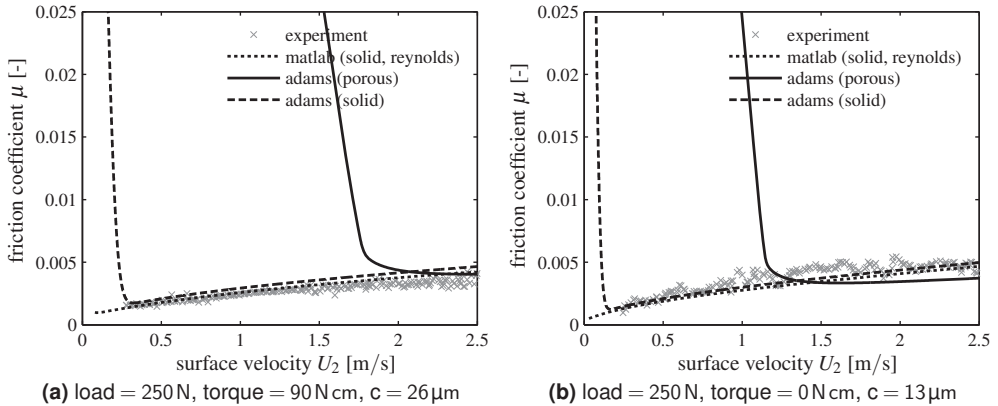 0.025
0.02
0.015
0.01
0.005
0
friction coefficient μ [-]
experiment
matlab (solid, reynolds)
adams (porous)
adams (solid)
0 0.5 1 1.5 2 2.5
surface velocity U₂ [m/s]
(a) load = 250 N, torque = 90 N cm, c = 26 μm
0.025
0.02
0.015
0.01
0.005
0
friction coefficient μ [-]
experiment
matlab (solid, reynolds)
adams (porous)
adams (solid)
0 0.5 1 1.5 2 2.5
surface velocity U₂ [m/s]
(b) load = 250 N, torque = 0 N cm, c = 13 μm